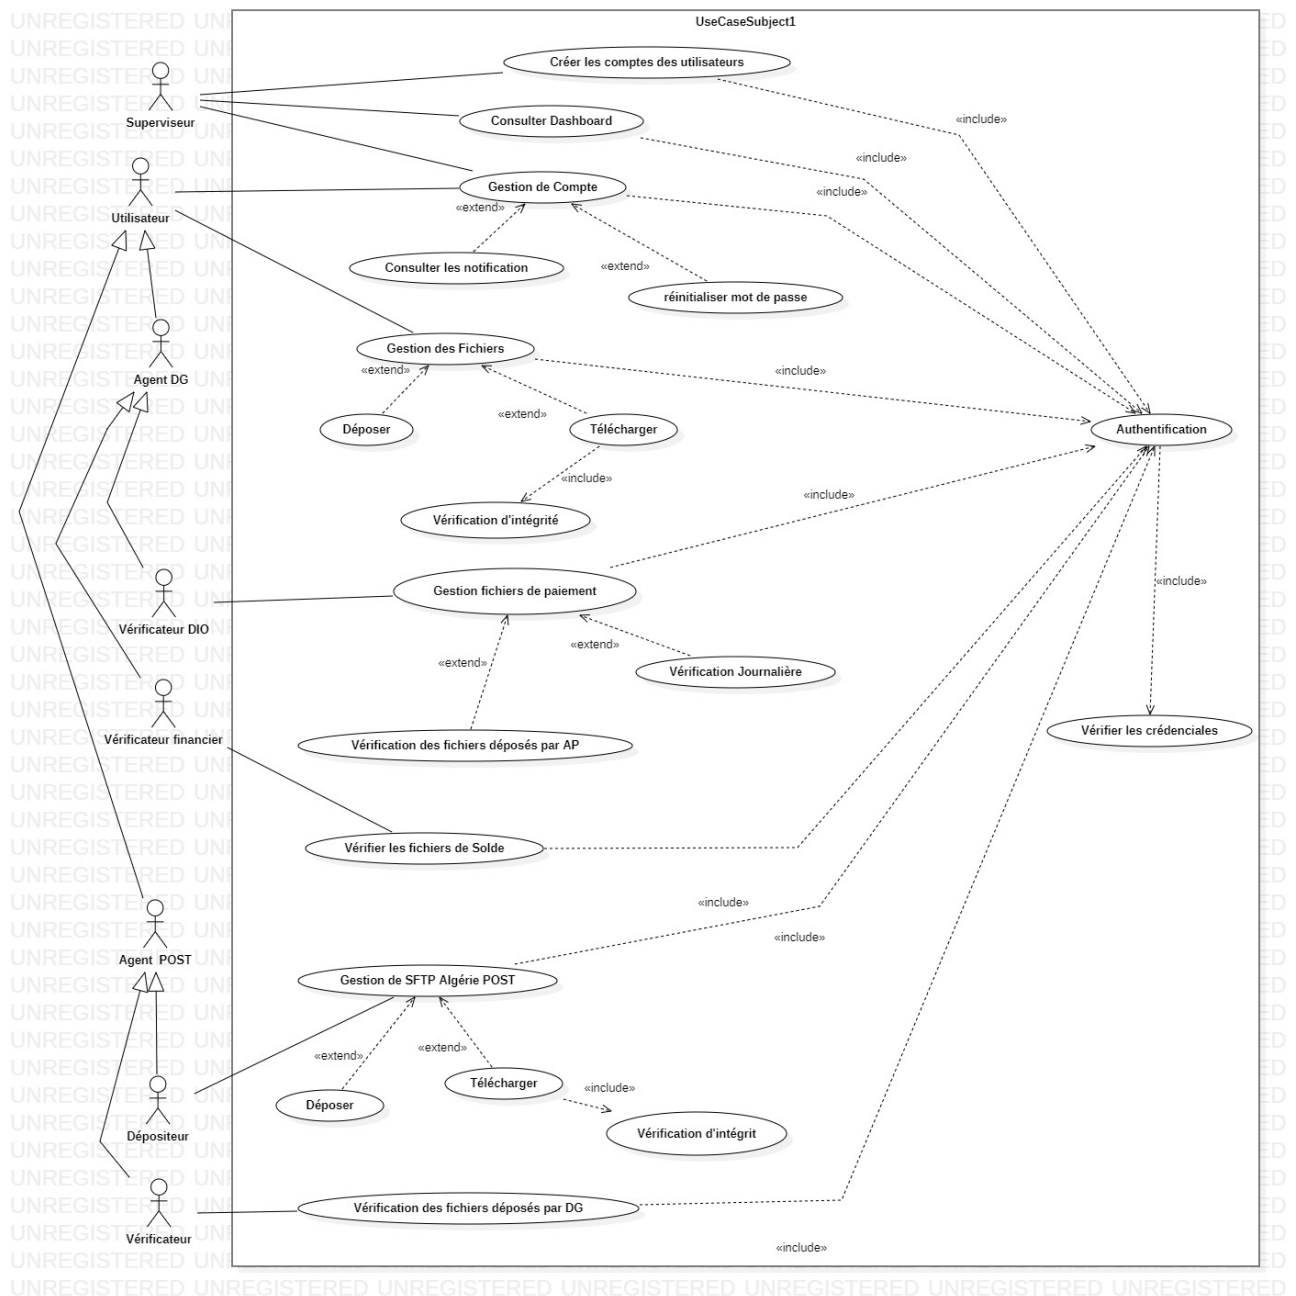 UseCaseSubject1
Créer les comptes des utilisateurs
Superviseur
«include»
Consulter Dashboard
«include»
Gestion de Compte
«include»
Utilisateur
«extend»
Consulter les notification
«extend»
réinitialiser mot de passe
Gestion des Fichiers
«extend»
«include»
Agent DG
«extend»
Déposer
Télécharger
Authentification
«include»
«include»
Vérification d'intégrité
Gestion fichiers de paiement
«include»
Vérificateur DIO
«extend»
«extend»
Vérification Journalière
Vérificateur financier
Vérification des fichiers déposés par AP
Vérifier les crédenciales
Vérifier les fichiers de Solde
«include»
«include»
Agent  POST
Gestion de SFTP Algérie POST
«extend»
«extend»
Télécharger
«include»
Déposer
Dépositeur
Vérification d'intégrit
Vérification des fichiers déposés par DG
Vérificateur
«include»
UNREGISTERED UNREGISTERED UNREGISTERED UNREGISTERED UNREGISTERED UNREGISTERED UNREGISTERED